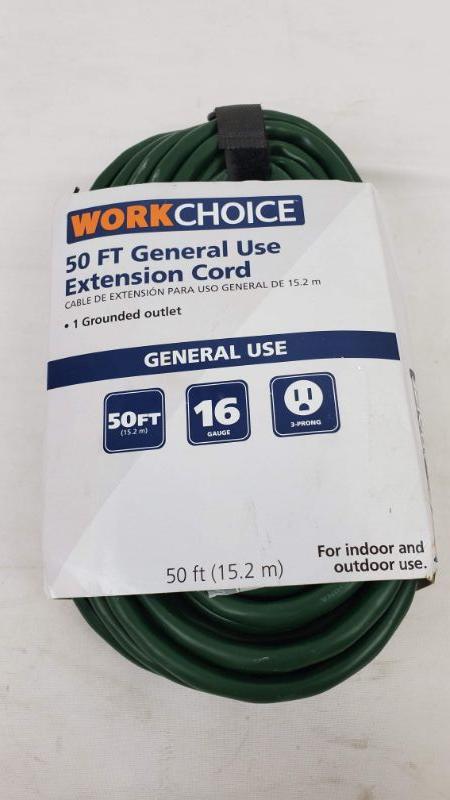 WORKCHOICE
50 FT General Use
Extension Cord
CABLE DE EXTENSIÓN PARA USO GENERAL DE 15.2 m
• 1 Grounded outlet
GENERAL USE
50FT
(15.2 m)
16
GAUGE
3-PRONG
For indoor and
outdoor use.
50 ft (15.2 m)